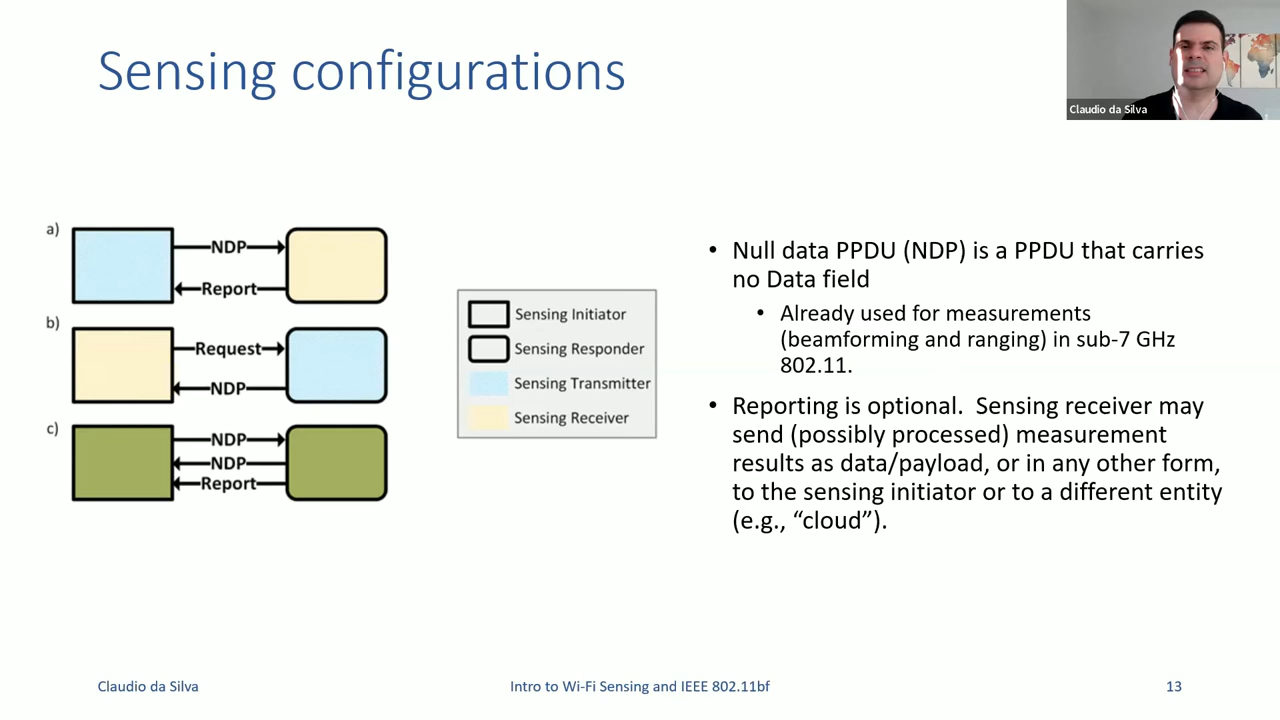 Sensing configurations
Claudio da Silva
a)
NDP
Report
b)
Request
NDP
c)
NDP
NDP
Report
Sensing Initiator
Sensing Responder
Sensing Transmitter
Sensing Receiver
• Null data PPDU (NDP) is a PPDU that carries
no Data field
• Already used for measurements
(beamforming and ranging) in sub-7 GHz
802.11.
• Reporting is optional. Sensing receiver may
send (possibly processed) measurement
results as data/payload, or in any other form,
to the sensing initiator or to a different entity
(e.g., “cloud”).
Claudio da Silva
Intro to Wi-Fi Sensing and IEEE 802.11bf
13